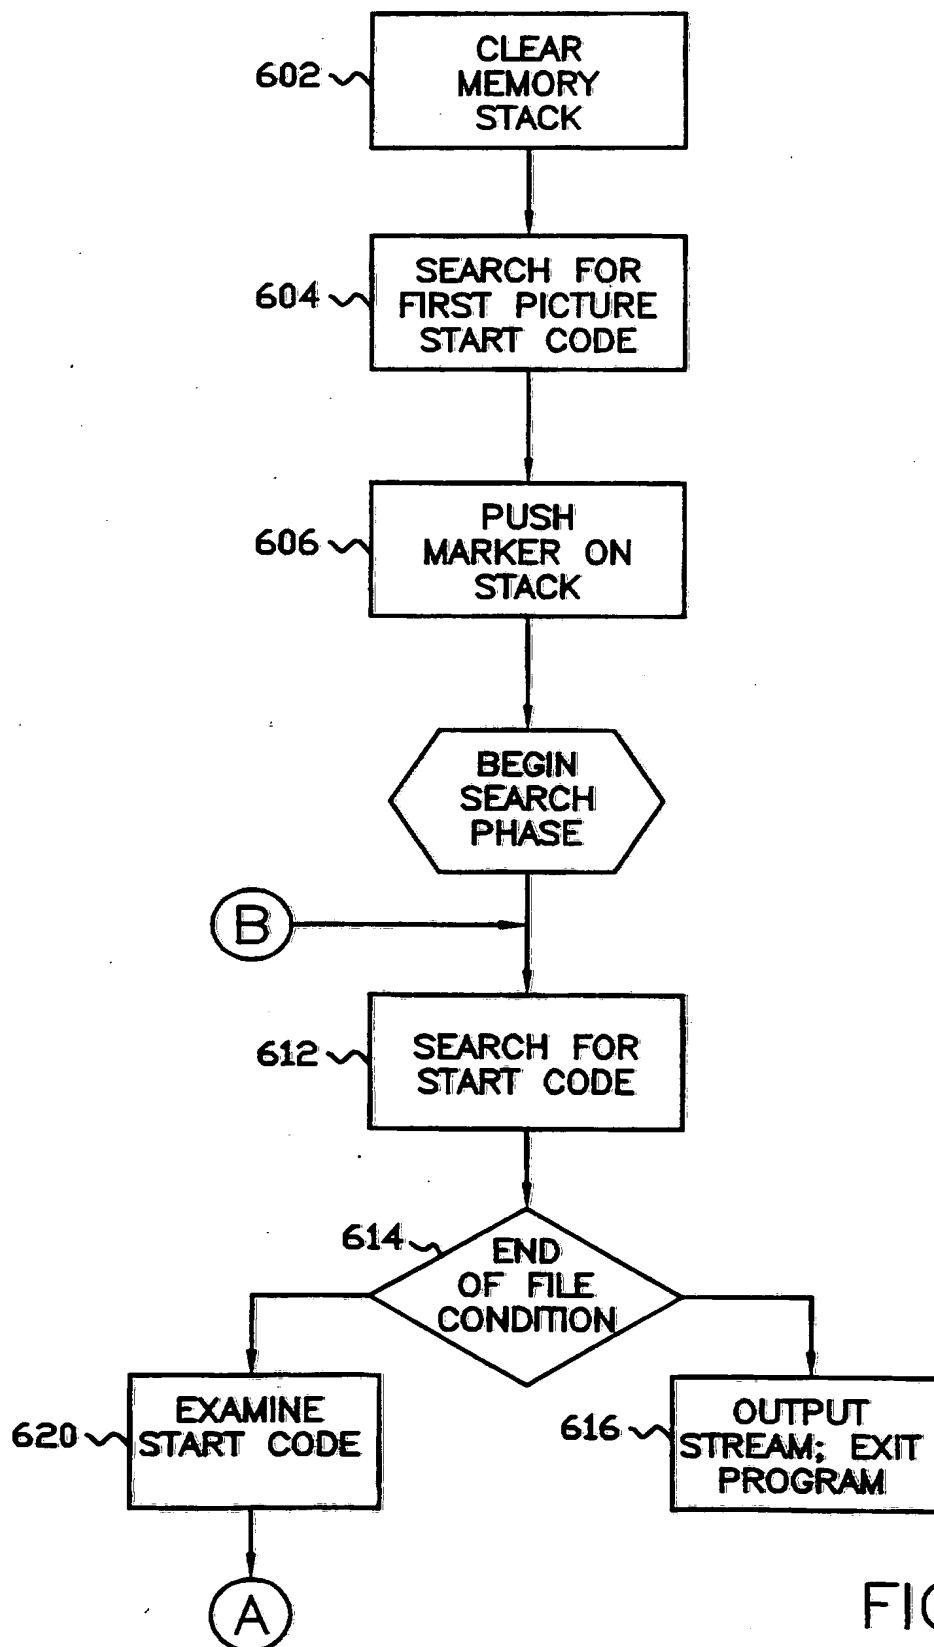 CLEAR
MEMORY
STACK
602
SEARCH FOR
FIRST PICTURE
START CODE
604
PUSH
MARKER ON
STACK
606
BEGIN
SEARCH
PHASE
B
SEARCH FOR
START CODE
612
614
END
OF FILE
CONDITION
EXAMINE
START CODE
620
616
OUTPUT
STREAM; EXIT
PROGRAM
A